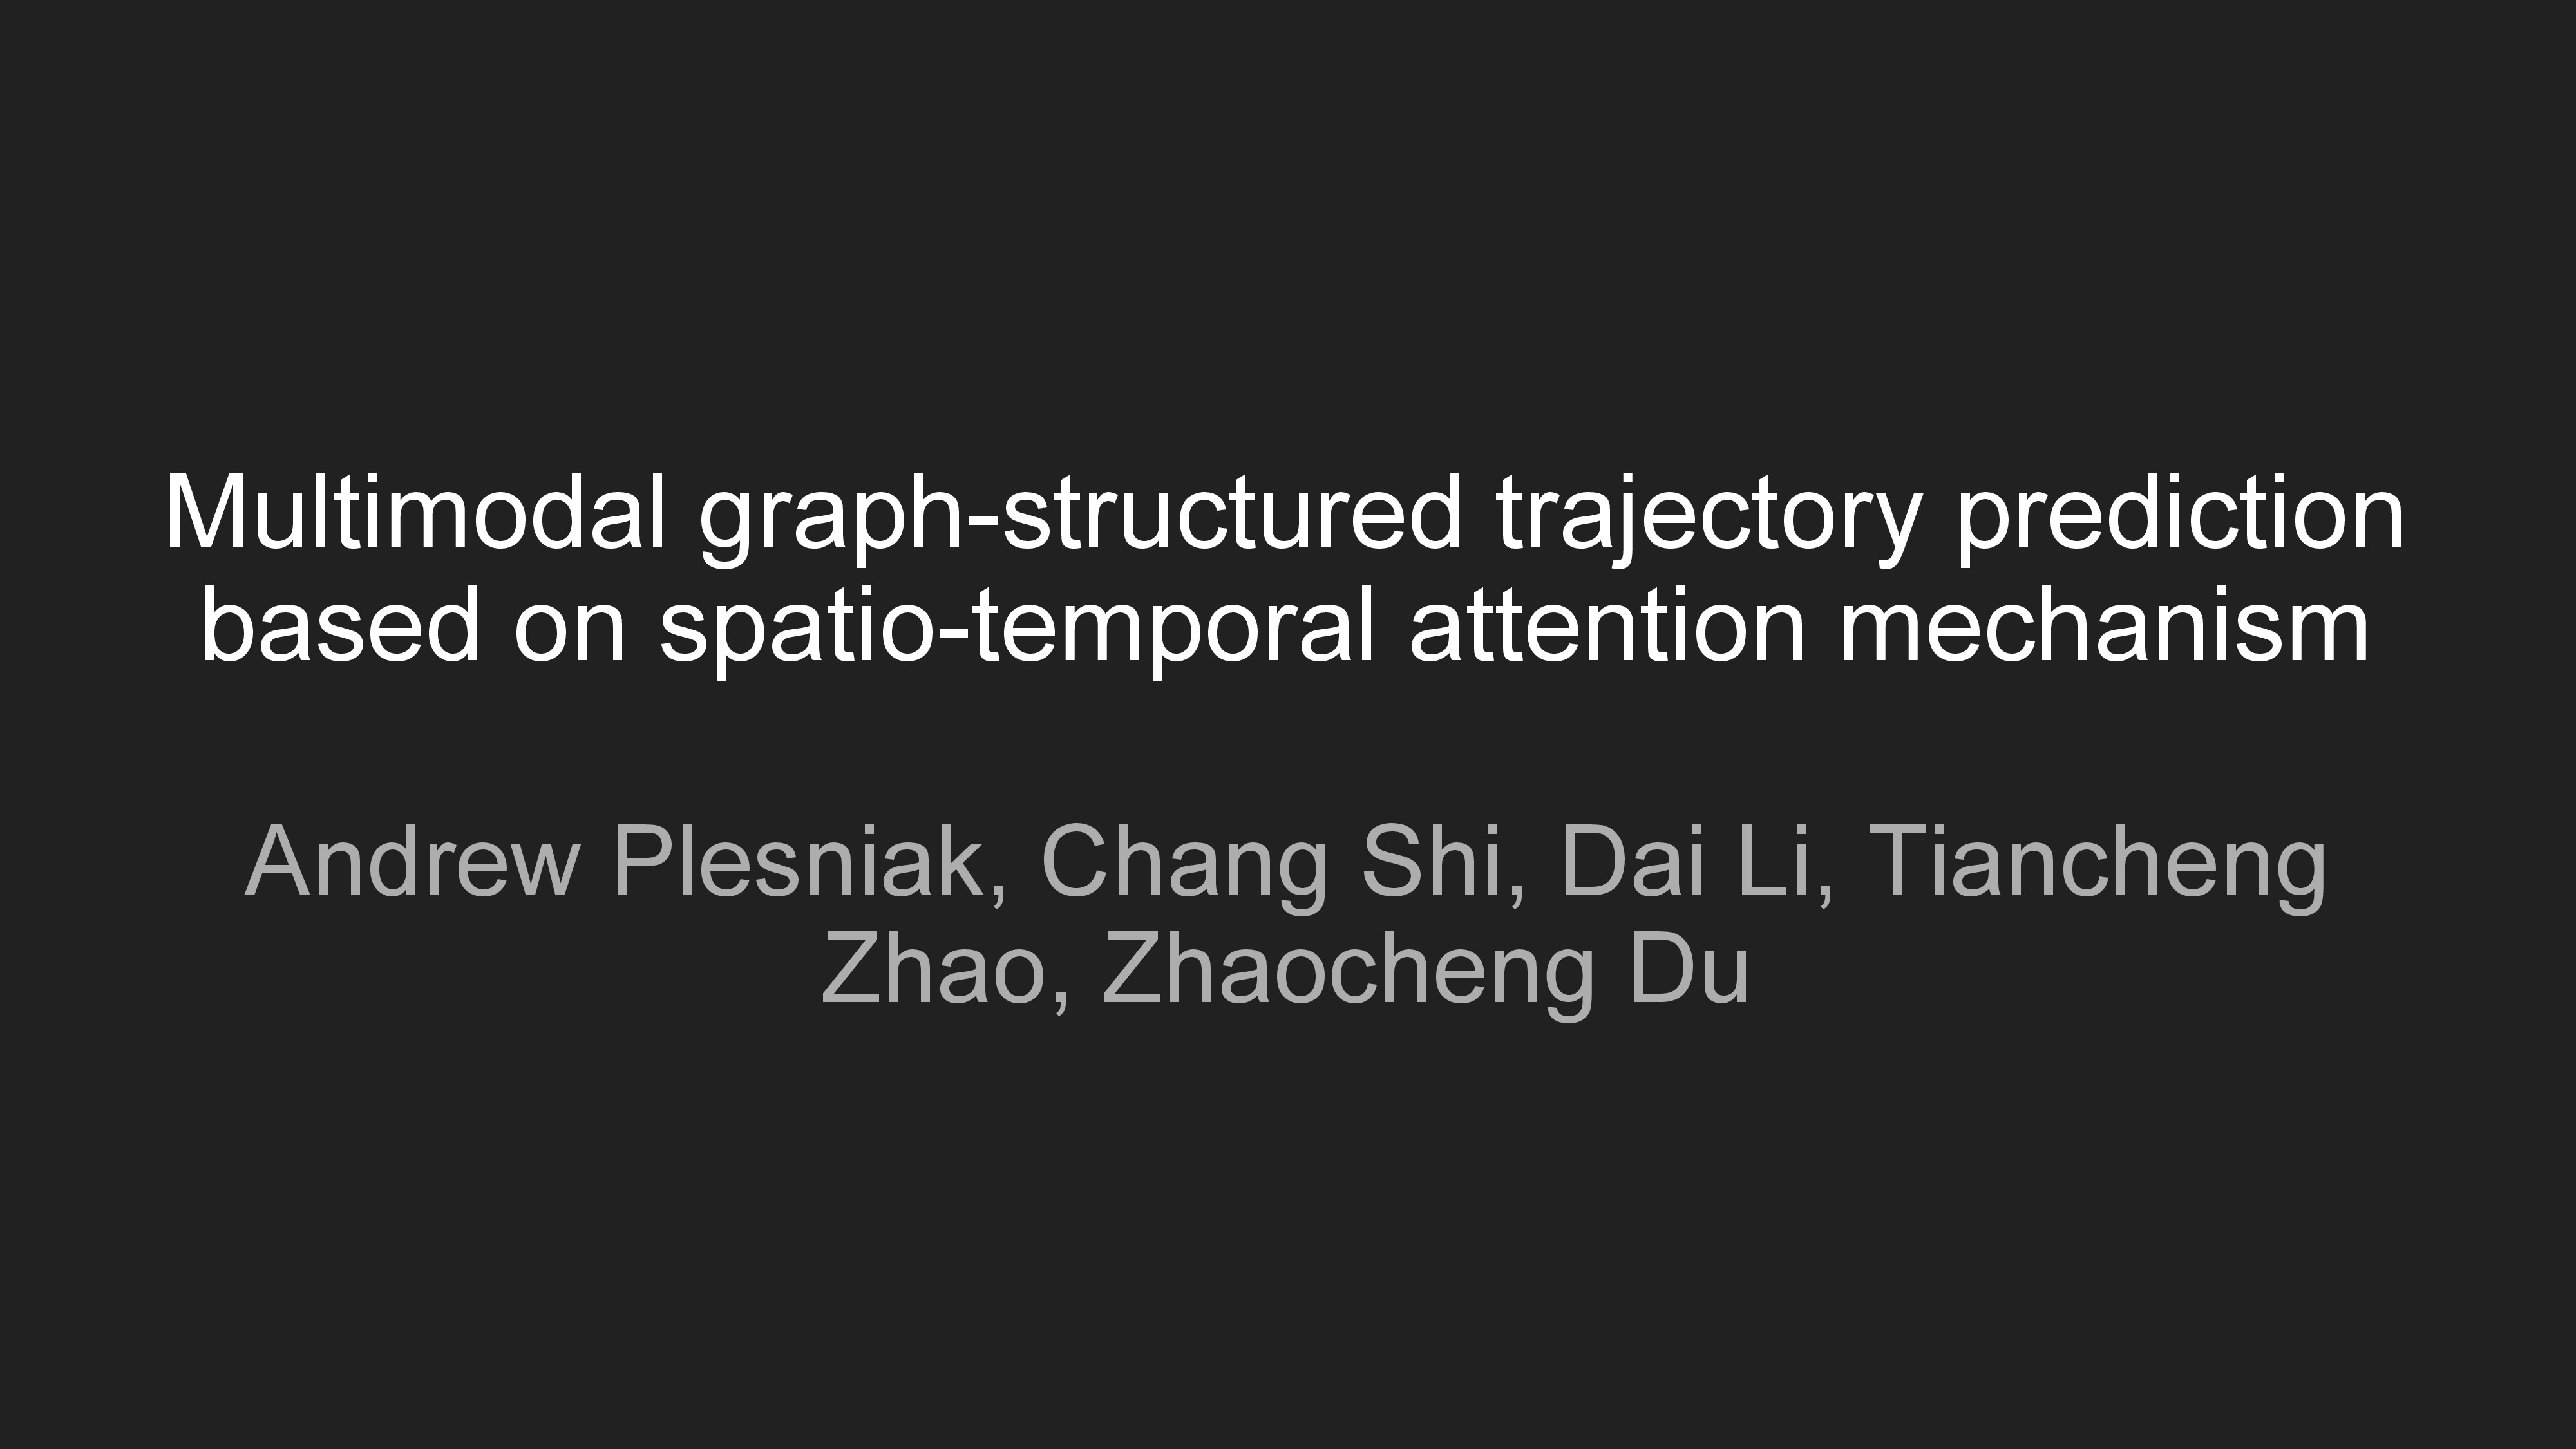 Multimodal graph-structured trajectory prediction
based on spatio-temporal attention mechanism
Andrew Plesniak, Chang Shi, Dai Li, Tiancheng
Zhao, Zhaocheng Du